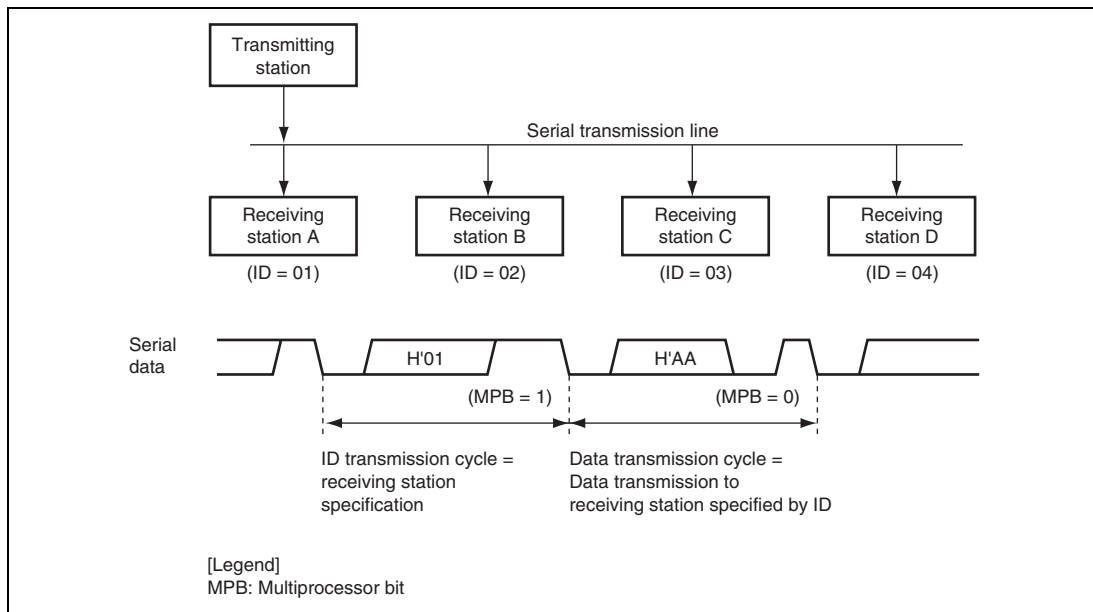 Transmitting
station
Serial transmission line
Receiving
station A
Receiving
station B
Receiving
station C
Receiving
station D
(ID = 01)
(ID = 02)
(ID = 03)
(ID = 04)
Serial
data
H'01
H'AA
(MPB = 1)
(MPB = 0)
ID transmission cycle =
receiving station
specification
Data transmission cycle =
Data transmission to
receiving station specified by ID
[Legend]
MPB: Multiprocessor bit